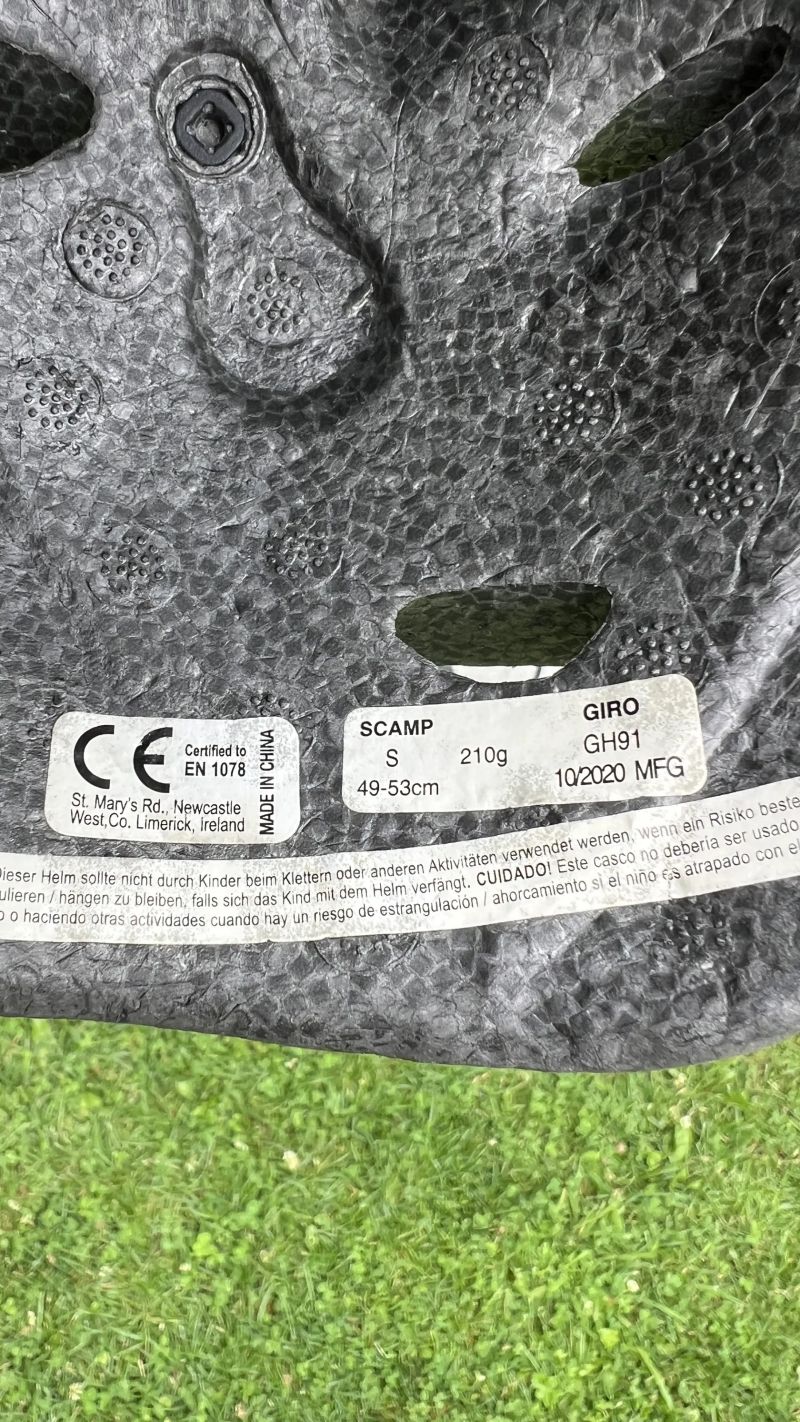 CE
Certified to
EN 1078
St. Mary's Rd., Newcastle
West,Co. Limerick, Ireland
MADE IN CHINA
SCAMP
S
49-53cm
210g
GIRO
GH91
10/2020 MFG
Dieser Helm sollte nicht durch Kinder beim Klettern oder anderen Aktivitäten verwendet werden, wenn ein Risiko beste
ulieren / hängen zu bleiben, falls sich das Kind mit dem Helm verfängt. CUIDADO! Este casco no debería ser usado
o o haciendo otras actividades cuando hay un riesgo de estrangulación / ahorcamiento si el niño es atrapado con el